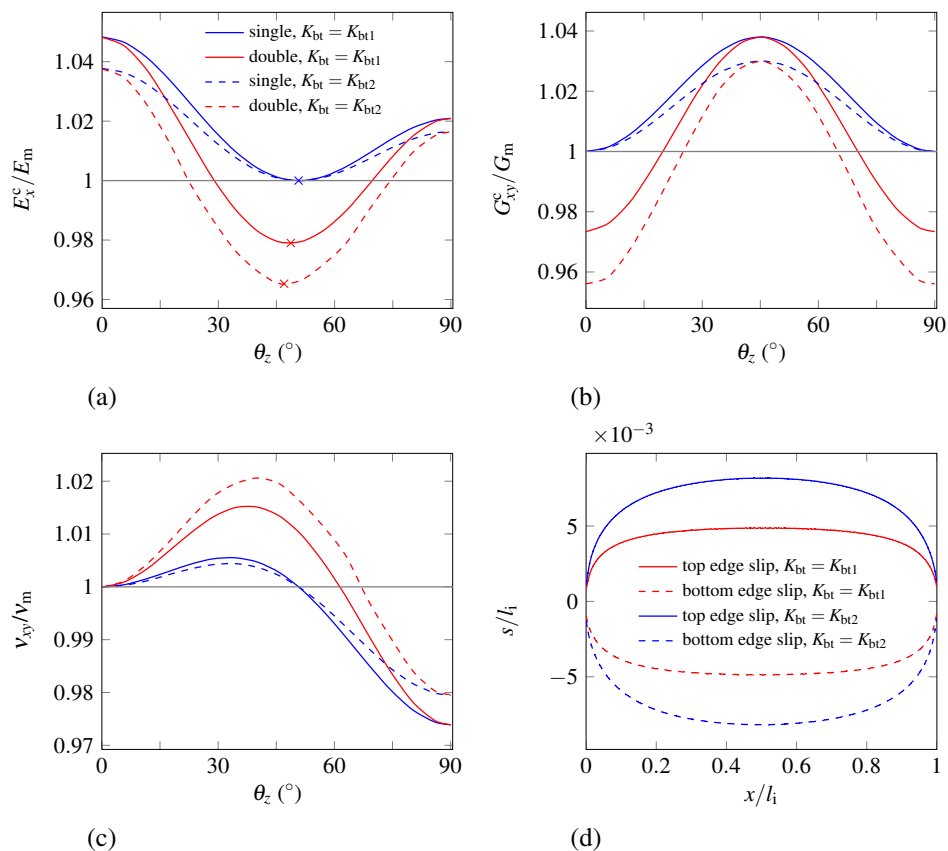 single, K_bt = K_bt1
double, K_bt = K_bt1
single, K_bt = K_bt2
double, K_bt = K_bt2
1.04
1.02
1
0.98
0.96
E_x^c/E_m
0 30 60 90
θ_z (°)
(a)
1.04
1.02
1
0.98
0.96
G_xy^c/G_m
0 30 60 90
θ_z (°)
(b)
1.02
1.01
1
0.99
0.98
0.97
ν_xy/ν_m
0 30 60 90
θ_z (°)
(c)
×10⁻³
5
0
−5
s/l_i
top edge slip, K_bt = K_bt1
bottom edge slip, K_bt = K_bt1
top edge slip, K_bt = K_bt2
bottom edge slip, K_bt = K_bt2
0 0.2 0.4 0.6 0.8 1
x/l_i
(d)